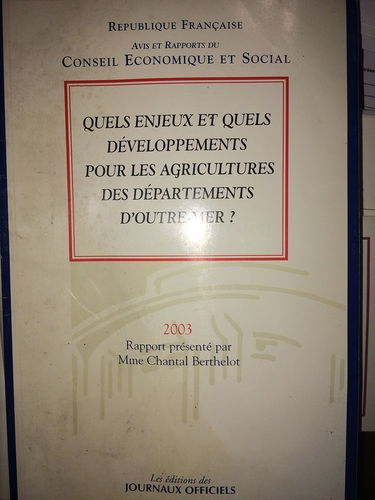 REPUBLIQUE FRANÇAISE
AVIS ET RAPPORTS DU
CONSEIL ECONOMIQUE ET SOCIAL
QUELS ENJEUX ET QUELS
DÉVELOPPEMENTS
POUR LES AGRICULTURES
DES DÉPARTEMENTS
D'OUTRE-MER ?
2003
Rapport présenté par
Mme Chantal Berthelot
Les éditions des
JOURNAUX OFFICIELS